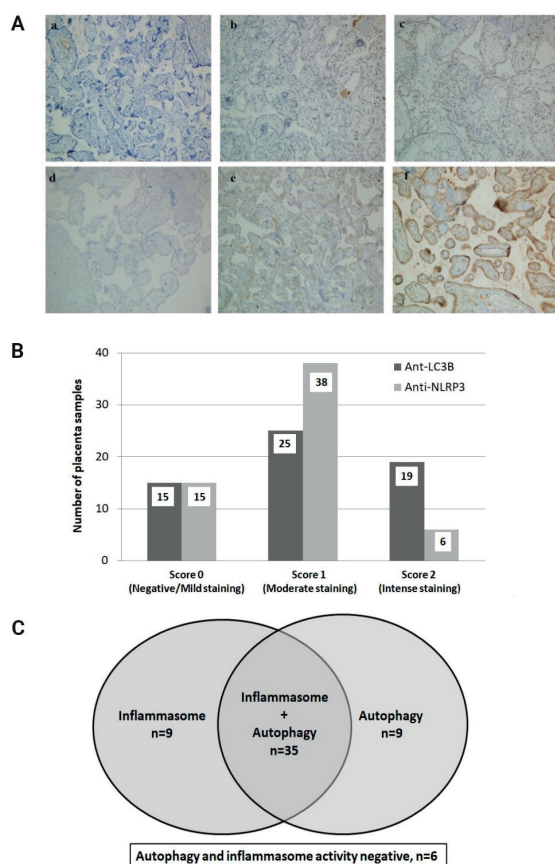 A
a
b
c
d
e
f
B
Number of placenta samples
40
30
20
10
0
Ant-LC3B
Anti-NLRP3
15
15
25
38
19
6
Score 0
(Negative/Mild staining)
Score 1
(Moderate staining)
Score 2
(Intense staining)
C
Inflammasome
n=9
Inflammasome
+
Autophagy
n=35
Autophagy
n=9
Autophagy and inflammasome activity negative, n=6